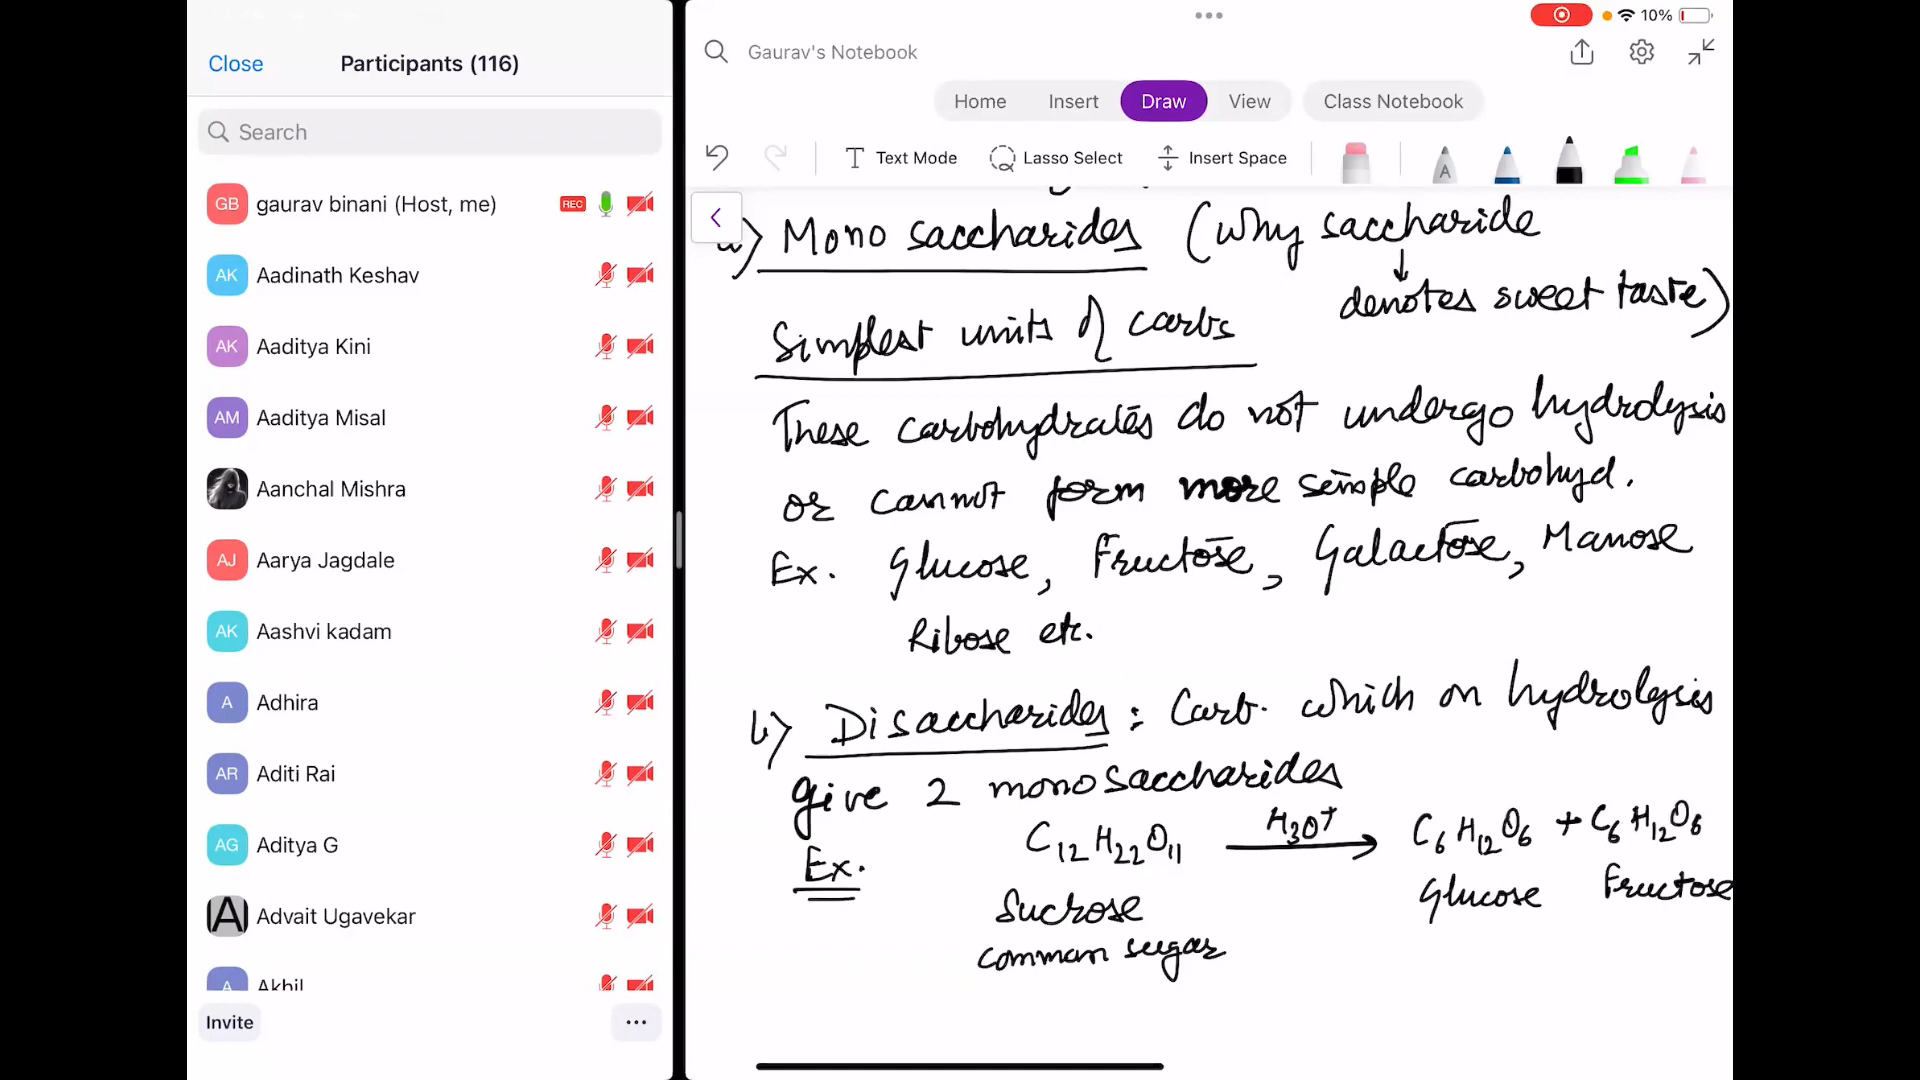 10%
Close
Participants (116)
Search
GB gaurav binani (Host, me) REC
AK Aadinath Keshav
AK Aaditya Kini
AM Aaditya Misal
Aanchal Mishra
AJ Aarya Jagdale
AK Aashvi kadam
A Adhira
AR Aditi Rai
AG Aditya G
A Advait Ugavekar
A Akhil
Invite
Gaurav's Notebook
Home Insert Draw View Class Notebook
Text Mode Lasso Select Insert Space
a) Mono saccharides (Why saccharide
denotes sweet taste)
Simplest units of carbs
These carbohydrates do not undergo hydrolysis
or cannot form more simple carbohyd.
Ex. Glucose, Fructose, Galactose, Manose
Ribose etc.
b) Disaccharides : Carb. which on hydrolysis
give 2 monosaccharides
Ex. C12H22O11 H3O+ → C6H12O6 + C6H12O6
Sucrose Glucose Fructose
common sugar